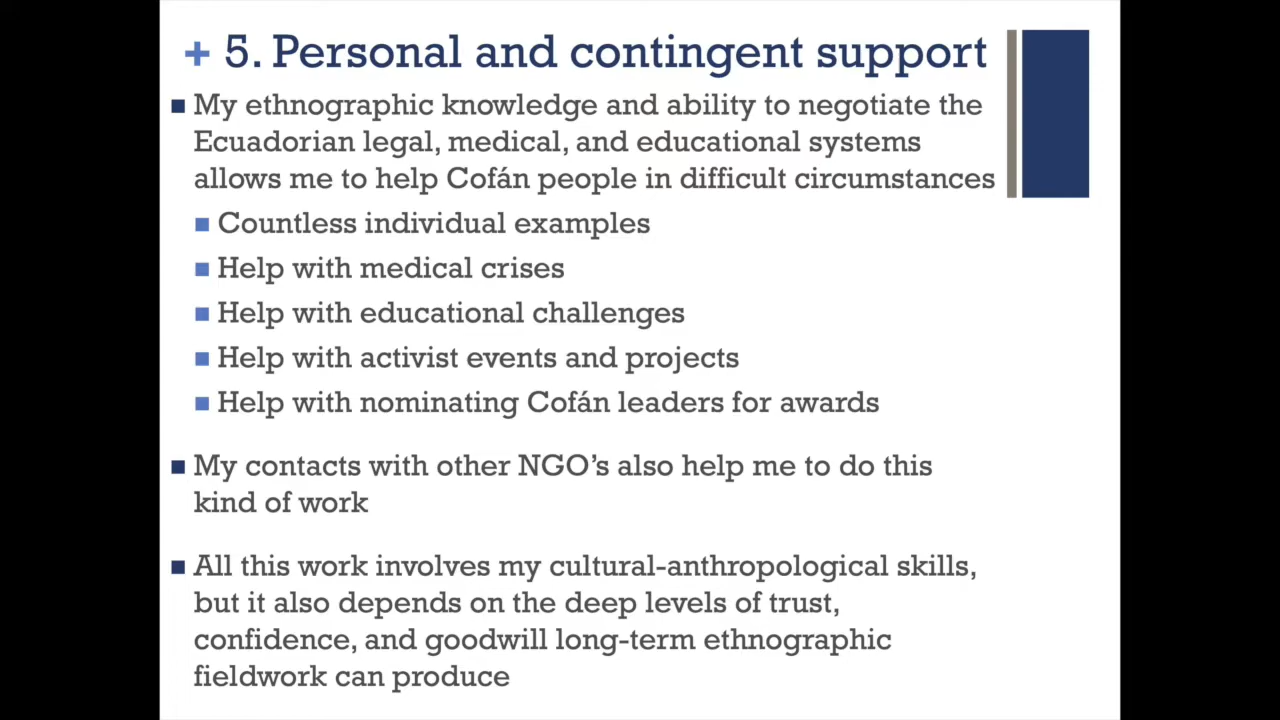 + 5. Personal and contingent support
■ My ethnographic knowledge and ability to negotiate the
Ecuadorian legal, medical, and educational systems
allows me to help Cofán people in difficult circumstances
■ Countless individual examples
■ Help with medical crises
■ Help with educational challenges
■ Help with activist events and projects
■ Help with nominating Cofán leaders for awards
■ My contacts with other NGO’s also help me to do this
kind of work
■ All this work involves my cultural-anthropological skills,
but it also depends on the deep levels of trust,
confidence, and goodwill long-term ethnographic
fieldwork can produce